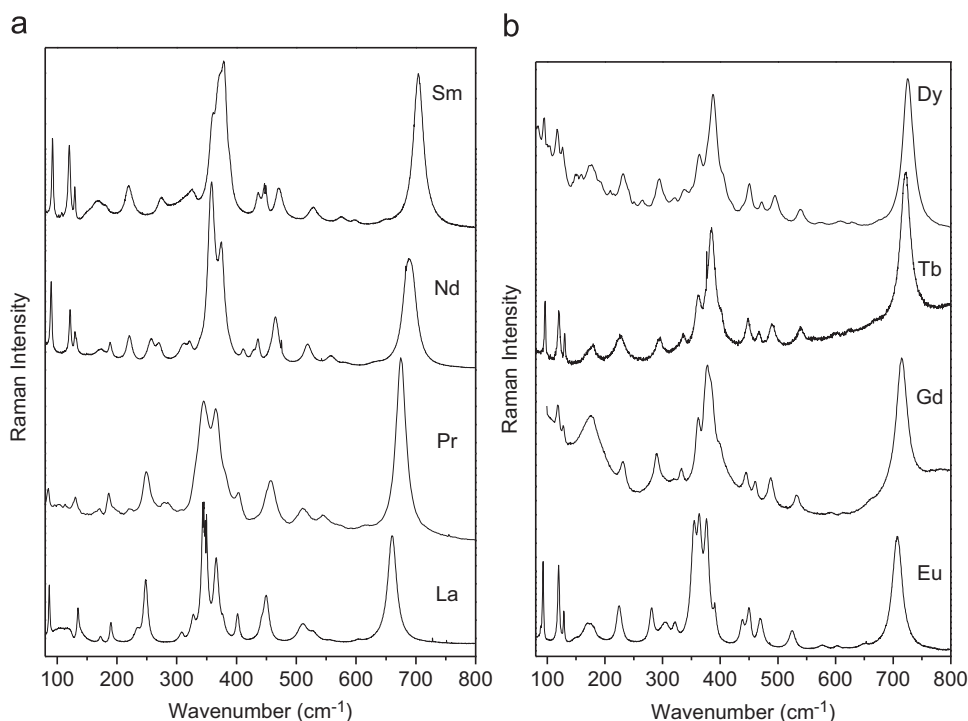 a
b
Sm
Nd
Pr
La
Raman Intensity
100 200 300 400 500 600 700 800
Wavenumber (cm⁻¹)
Dy
Tb
Gd
Eu
Raman Intensity
100 200 300 400 500 600 700 800
Wavenumber (cm⁻¹)